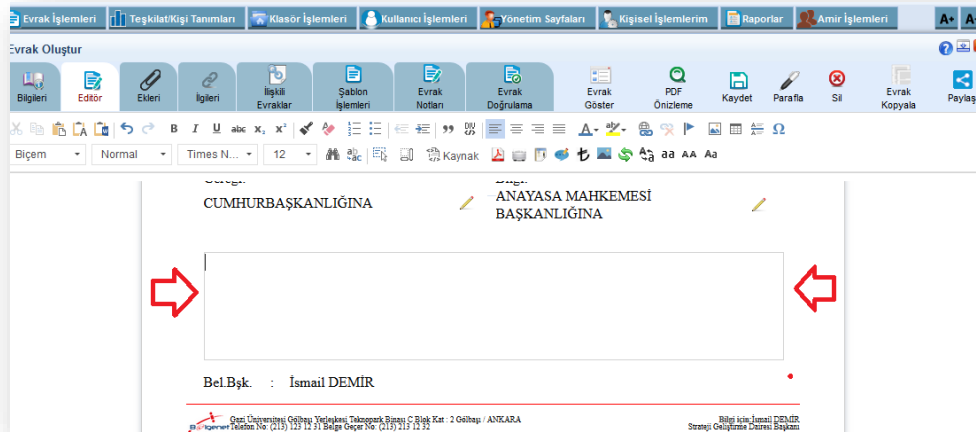 Evrak İşlemleri Teşkilat/Kişi Tanımları Klasör İşlemleri Kullanıcı İşlemleri Yönetim Sayfaları Kişisel İşlemlerim Raporlar Amir İşlemleri A+
Evrak Oluştur
Bilgileri Editör Ekleri İlgileri İlişkili Evraklar Şablon İşlemleri Evrak Notları Evrak Doğrulama Evrak Göster PDF Önizleme Kaydet Parafla Sil Evrak Kopyala Paylaş
B I U abc X₂ X² DIV A
Biçem Normal Times N... 12 Kaynak aa AA Aa
CUMHURBAŞKANLIĞINA
ANAYASA MAHKEMESİ
BAŞKANLIĞINA
Bel.Bşk. : İsmail DEMİR
Gazi Üniversitesi Gölbaşı Yerleşkesi Teknopark Binası C Blok Kat : 2 Gölbaşı / ANKARA
Telefon No: (213) 123 12 31 Belge Geçer No: (213) 213 12 32
Bilgi için: İsmail DEMİR
Strateji Geliştirme Dairesi Başkanı